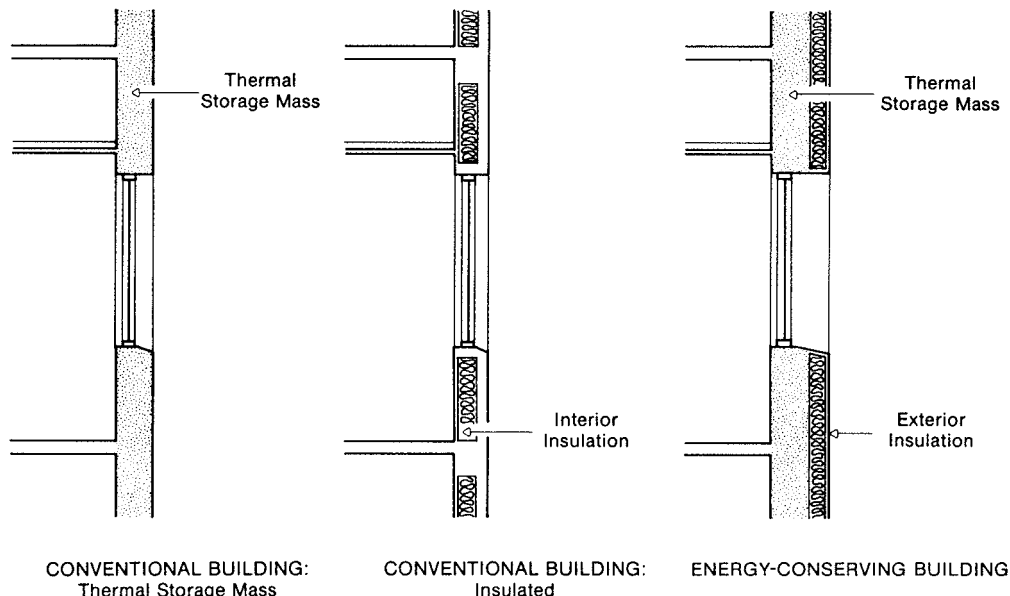 Thermal
Storage Mass
Thermal
Storage Mass
Interior
Insulation
Exterior
Insulation
CONVENTIONAL BUILDING:
Thermal Storage Mass
CONVENTIONAL BUILDING:
Insulated
ENERGY-CONSERVING BUILDING